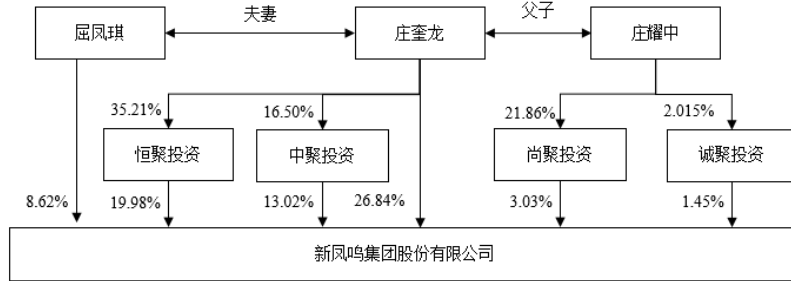 夫妻
父子
屈凤琪
庄奎龙
庄耀中
35.21%
16.50%
21.86%
2.015%
恒聚投资
中聚投资
尚聚投资
诚聚投资
8.62%
19.98%
13.02%
26.84%
3.03%
1.45%
新凤鸣集团股份有限公司